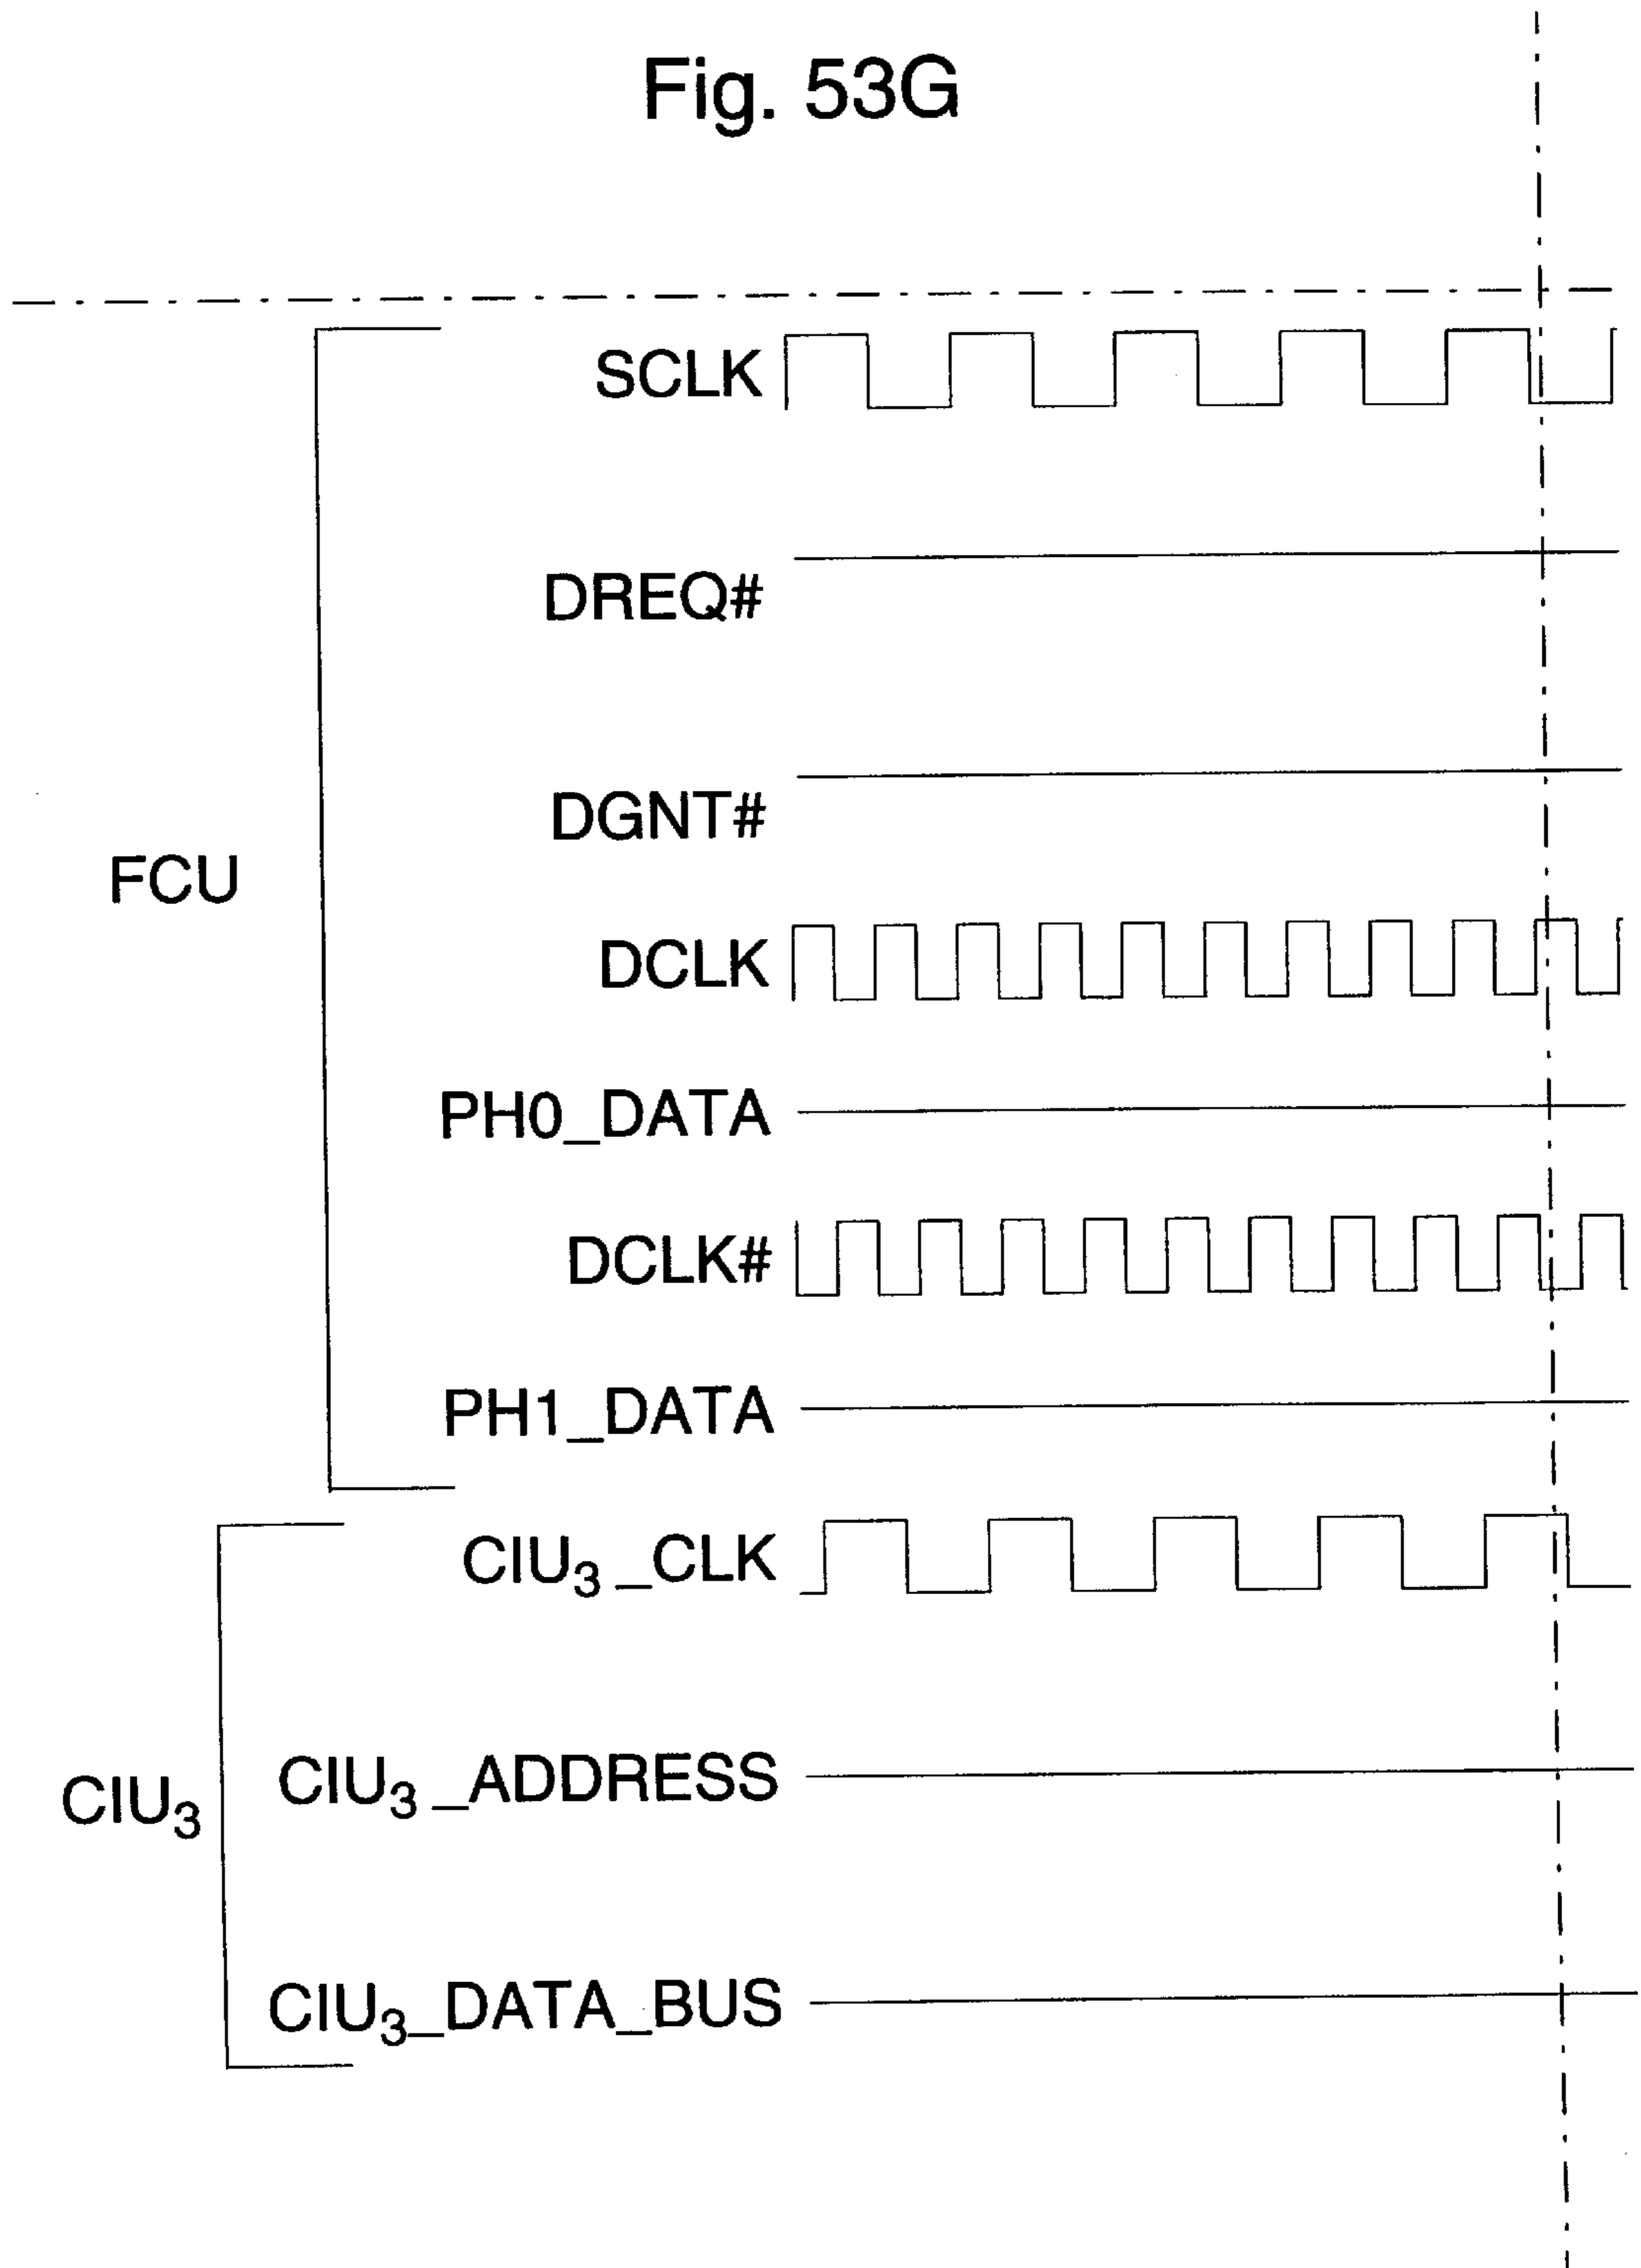 Fig. 53G
SCLK
DREQ#
DGNT#
FCU
DCLK
PH0_DATA
DCLK#
PH1_DATA
CIU₃_CLK
CIU₃_ADDRESS
CIU₃
CIU₃_DATA_BUS